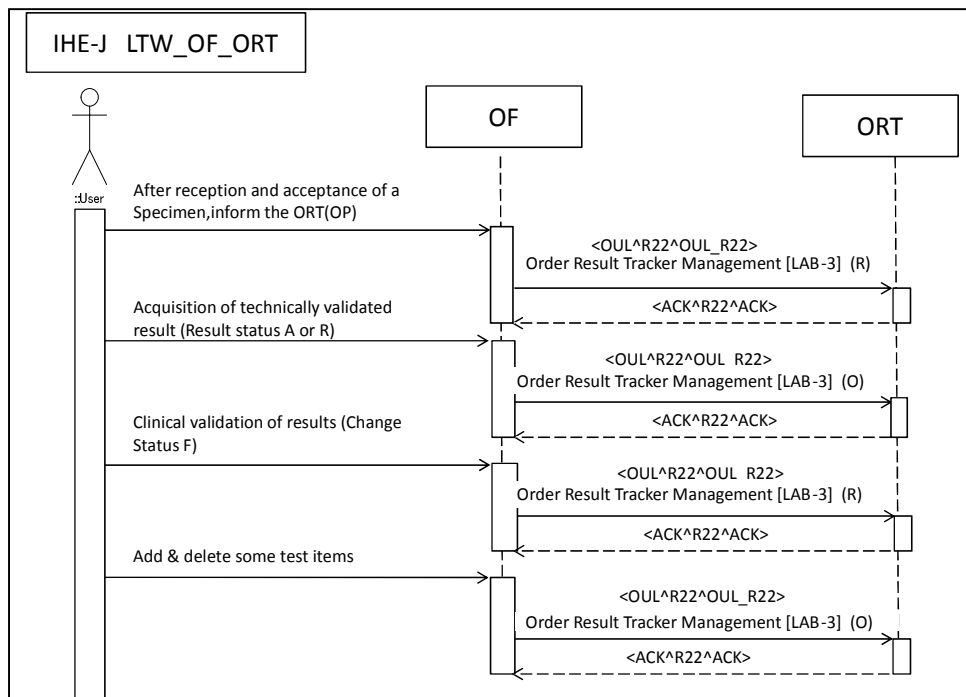 IHE-J LTW_OF_ORT
OF
ORT
::User
After reception and acceptance of a
Specimen,inform the ORT(OP)
<OUL^R22^OUL_R22>
Order Result Tracker Management [LAB-3] (R)
<ACK^R22^ACK>
Acquisition of technically validated
result (Result status A or R)
<OUL^R22^OUL R22>
Order Result Tracker Management [LAB-3] (O)
<ACK^R22^ACK>
Clinical validation of results (Change
Status F)
<OUL^R22^OUL R22>
Order Result Tracker Management [LAB-3] (R)
<ACK^R22^ACK>
Add & delete some test items
<OUL^R22^OUL_R22>
Order Result Tracker Management [LAB-3] (O)
<ACK^R22^ACK>